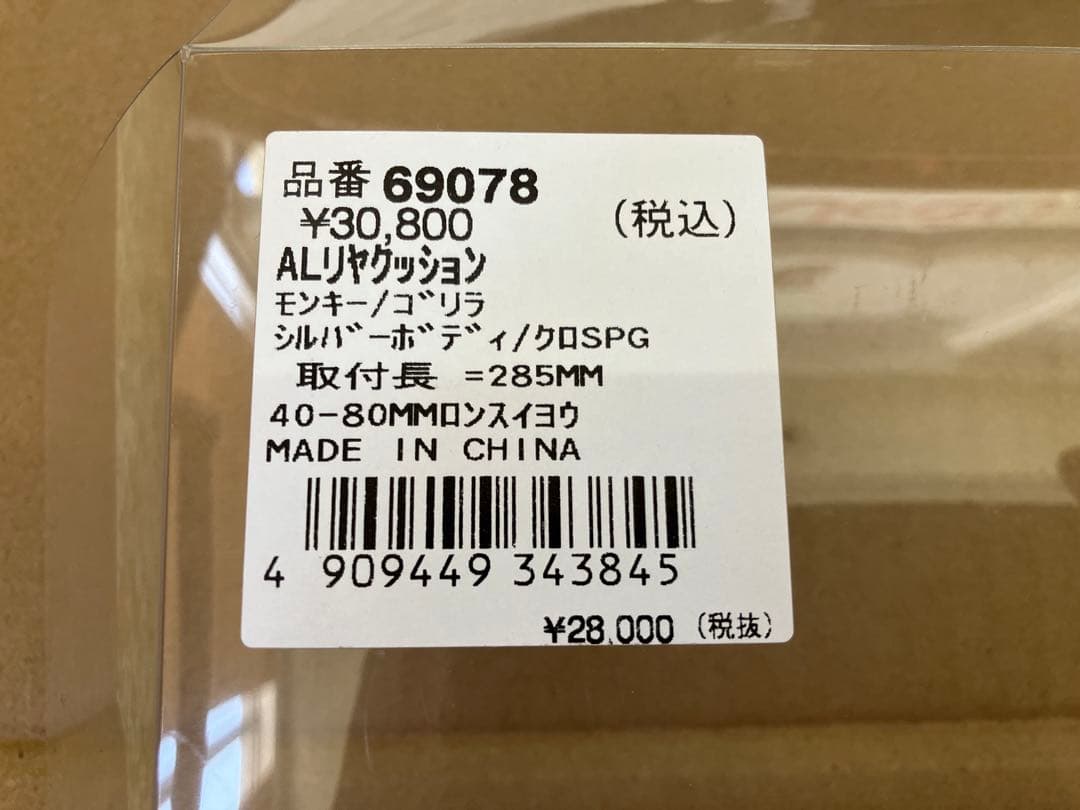 品番 69078
¥30,800 (税込)
ALリヤクッション
モンキー/ゴリラ
シルバーボディ/クロSPG
取付長 =285MM
40-80MMロンスイヨウ
MADE IN CHINA
4 909449 343845
¥28,000 (税抜)